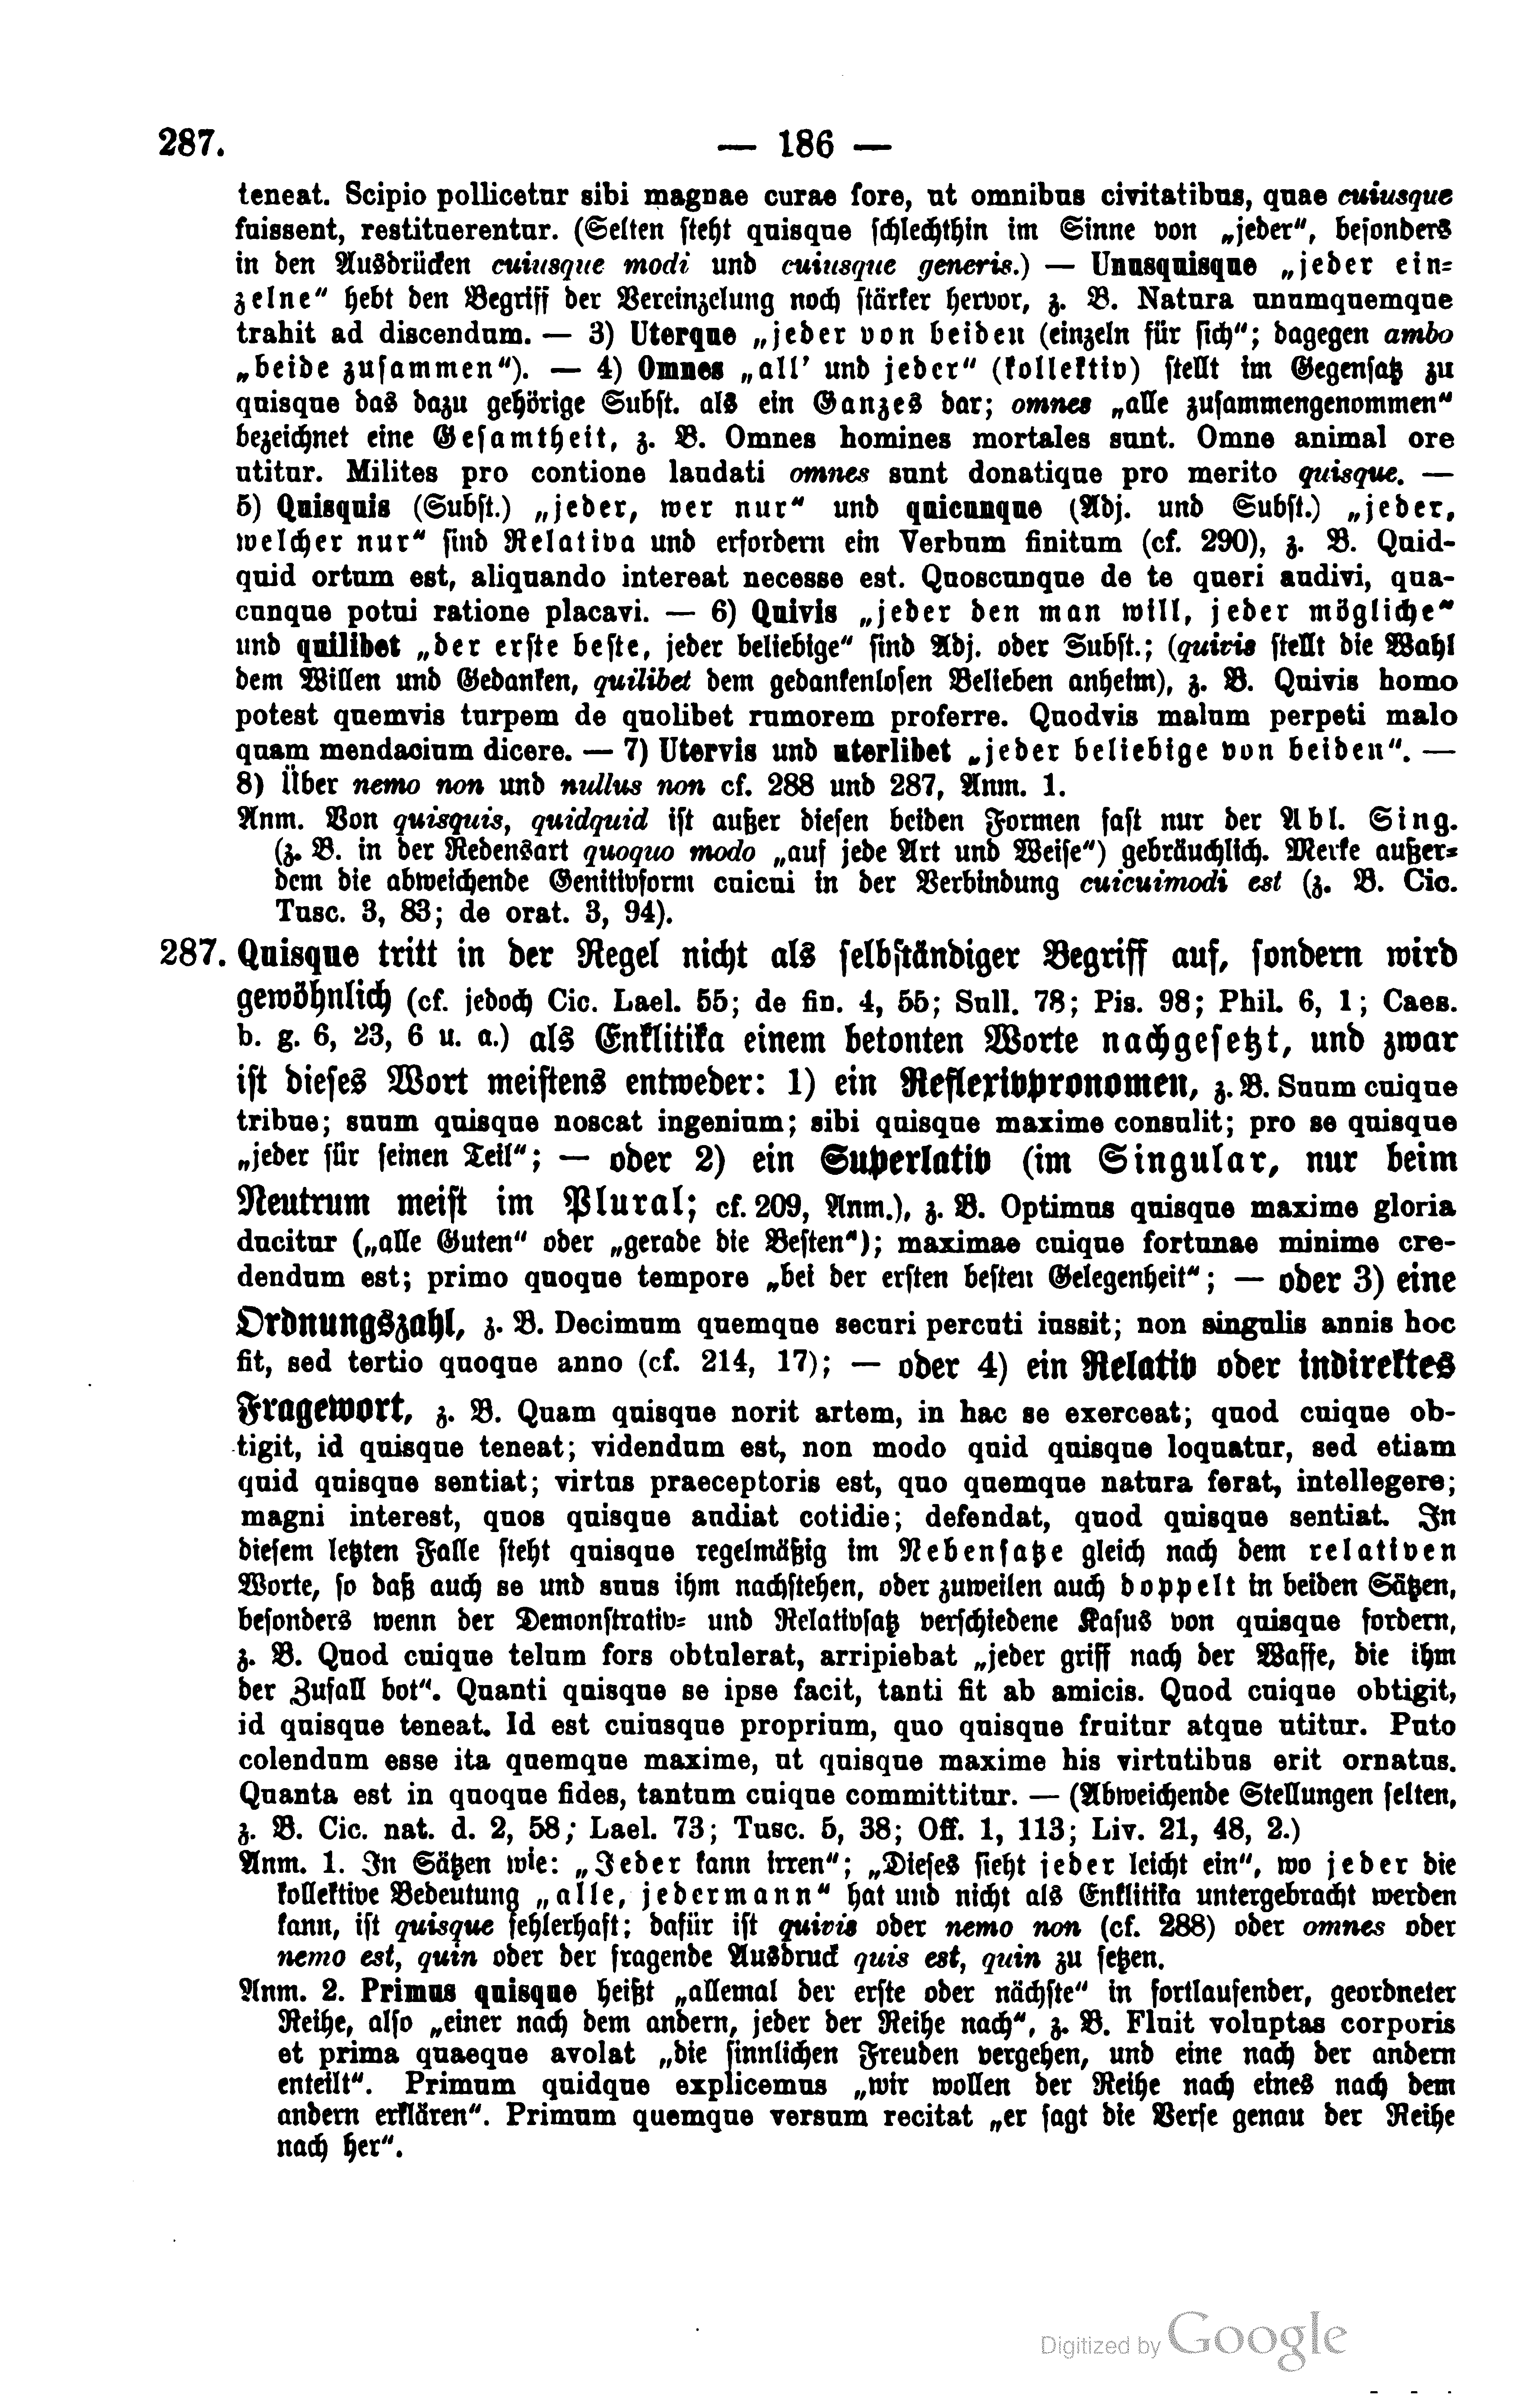 287. — 186 —
teneat. Scipio pollicetur sibi magnae curae fore, ut omnibus civitatibus, quae cuiusque
fuissent, restituerentur. (Selten steht quisque schlechthin im Sinne von „jeder“, besonders
in den Ausdrücken cuiusque modi und cuiusque generis.) — Unusquisque „jeder ein-
zelne“ hebt den Begriff der Vereinzelung noch stärker hervor, z. B. Natura unumquemque
trahit ad discendum. — 3) Uterque „jeder von beiden (einzeln für sich“; dagegen ambo
„beide zusammen“). — 4) Omnes „all’ und jeder“ (kollektiv) stellt im Gegensatz zu
quisque das dazu gehörige Subst. als ein Ganzes dar; omnes „alle zusammengenommen“
bezeichnet eine Gesamtheit, z. B. Omnes homines mortales sunt. Omne animal ore
utitur. Milites pro contione laudati omnes sunt donatique pro merito quisque. —
5) Quisquis (Subst.) „jeder, wer nur“ und quicunque (Adj. und Subst.) „jeder,
welcher nur“ sind Relativa und erfordern ein Verbum finitum (cf. 290), z. B. Quid-
quid ortum est, aliquando intereat necesse est. Quoscunque de te queri audivi, qua-
cunque potui ratione placavi. — 6) Quivis „jeder den man will, jeder mögliche“
und quilibet „der erste beste, jeder beliebige“ sind Adj. oder Subst.; (quivis stellt die Wahl
dem Willen und Gedanken, quilibet dem gedankenlosen Belieben anheim), z. B. Quivis homo
potest quemvis turpem de quolibet rumorem proferre. Quodvis malum perpeti malo
quam mendacium dicere. — 7) Utervis und uterlibet „jeder beliebige von beiden“. —
8) Über nemo non und nullus non cf. 288 und 287, Anm. 1.
Anm. Von quisquis, quidquid ist außer diesen beiden Formen fast nur der Abl. Sing.
(z. B. in der Redensart quoquo modo „auf jede Art und Weise“) gebräuchlich. Merke außer-
dem die abweichende Genitivform cuicui in der Verbindung cuicuimodi est (z. B. Cic.
Tusc. 3, 83; de orat. 3, 94).
287. Quisque tritt in der Regel nicht als selbständiger Begriff auf, sondern wird
gewöhnlich (cf. jedoch Cic. Lael. 55; de fin. 4, 55; Sull. 78; Pis. 98; Phil. 6, 1; Caes.
b. g. 6, 23, 6 u. a.) als Enklitika einem betonten Worte nachgesetzt, und zwar
ist dieses Wort meistens entweder: 1) ein Reflexivpronomen, z. B. Suum cuique
tribue; suum quisque noscat ingenium; sibi quisque maxime consulit; pro se quisque
„jeder für seinen Teil“; — oder 2) ein Superlativ (im Singular, nur beim
Neutrum meist im Plural; cf. 209, Anm.), z. B. Optimus quisque maxime gloria
ducitur („alle Guten“ oder „gerade die Besten“); maximae cuique fortunae minime cre-
dendum est; primo quoque tempore „bei der ersten besten Gelegenheit“; — oder 3) eine
Ordnungszahl, z. B. Decimum quemque securi percuti iussit; non singulis annis hoc
fit, sed tertio quoque anno (cf. 214, 17); — oder 4) ein Relativ oder indirektes
Fragewort, z. B. Quam quisque norit artem, in hac se exerceat; quod cuique ob-
tigit, id quisque teneat; videndum est, non modo quid quisque loquatur, sed etiam
quid quisque sentiat; virtus praeceptoris est, quo quemque natura ferat, intellegere;
magni interest, quos quisque audiat cotidie; defendat, quod quisque sentiat. In
diesem letzten Falle steht quisque regelmäßig im Nebensatze gleich nach dem relativen
Worte, so daß auch se und suus ihm nachstehen, oder zuweilen auch doppelt in beiden Sätzen,
besonders wenn der Demonstrativ- und Relativsatz verschiedene Kasus von quisque fordern,
z. B. Quod cuique telum fors obtulerat, arripiebat „jeder griff nach der Waffe, die ihm
der Zufall bot“. Quanti quisque se ipse facit, tanti fit ab amicis. Quod cuique obtigit,
id quisque teneat. Id est cuiusque proprium, quo quisque fruitur atque utitur. Puto
colendum esse ita quemque maxime, ut quisque maxime his virtutibus erit ornatus.
Quanta est in quoque fides, tantum cuique committitur. — (Abweichende Stellungen selten,
z. B. Cic. nat. d. 2, 58; Lael. 73; Tusc. 5, 38; Off. 1, 113; Liv. 21, 48, 2.)
Anm. 1. In Sätzen wie: „Jeder kann irren“; „Dieses sieht jeder leicht ein“, wo jeder die
kollektive Bedeutung „alle, jedermann“ hat und nicht als Enklitika untergebracht werden
kann, ist quisque fehlerhaft; dafür ist quivis oder nemo non (cf. 288) oder omnes oder
nemo est, quin oder der fragende Ausdruck quis est, quin zu setzen.
Anm. 2. Primus quisque heißt „allemal der erste oder nächste“ in fortlaufender, geordneter
Reihe, also „einer nach dem andern, jeder der Reihe nach“, z. B. Fluit voluptas corporis
et prima quaeque avolat „die sinnlichen Freuden vergehen, und eine nach der andern
enteilt“. Primum quidque explicemus „wir wollen der Reihe nach eines nach dem
andern erklären“. Primum quemque versum recitat „er sagt die Verse genau der Reihe
nach her“.
Digitized by Google